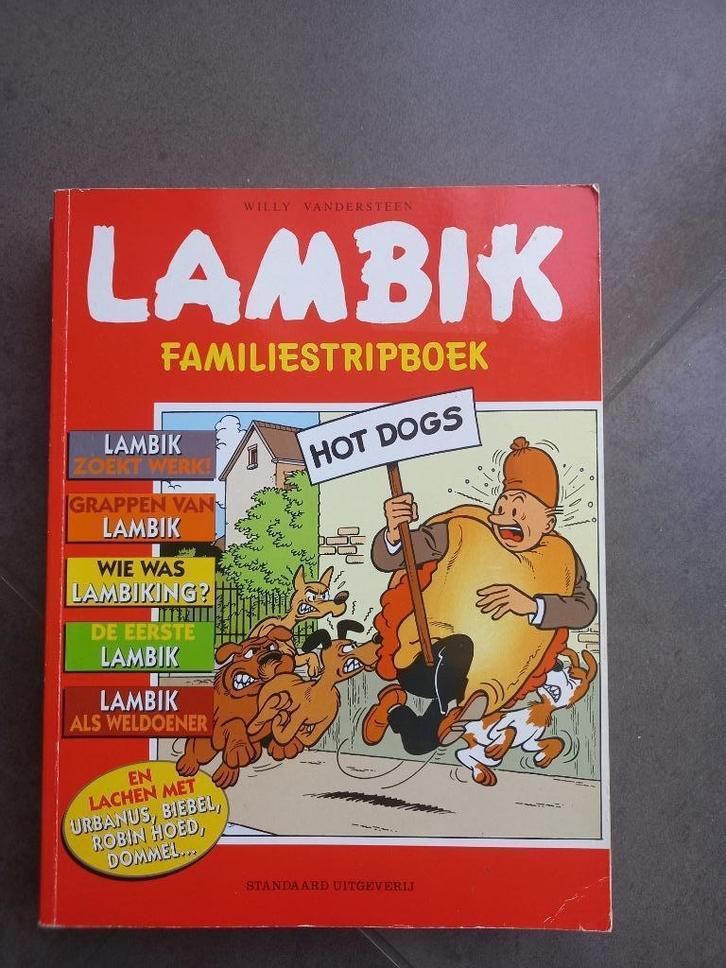 WILLY VANDERSTEEN
LAMBIK
FAMILIESTRIPBOEK
HOT DOGS
LAMBIK
ZOEKT WERK!
GRAPPEN VAN
LAMBIK
WIE WAS
LAMBIKING?
DE EERSTE
LAMBIK
LAMBIK
ALS WELDOENER
EN
LACHEN MET
URBANUS, BIEBEL,
ROBIN HOED,
DOMMEL...
STANDAARD UITGEVERIJ